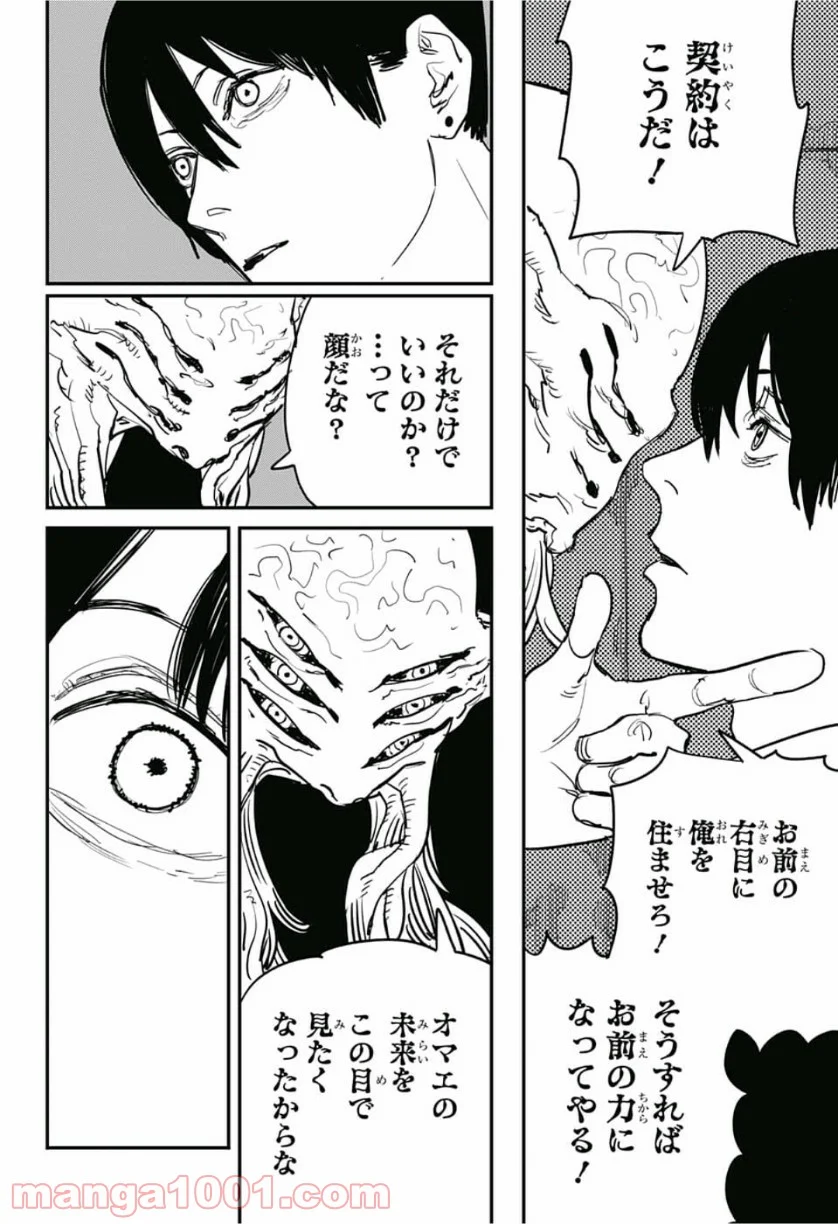 契約は
こうだ！
お前の
右目に
俺を
住ませろ！
そうすれば
お前の力に
なってやる！
それだけで
いいのか？
…って
顔だな？
オマエの
未来を
この目で
見たく
なったからな
manga1001.com